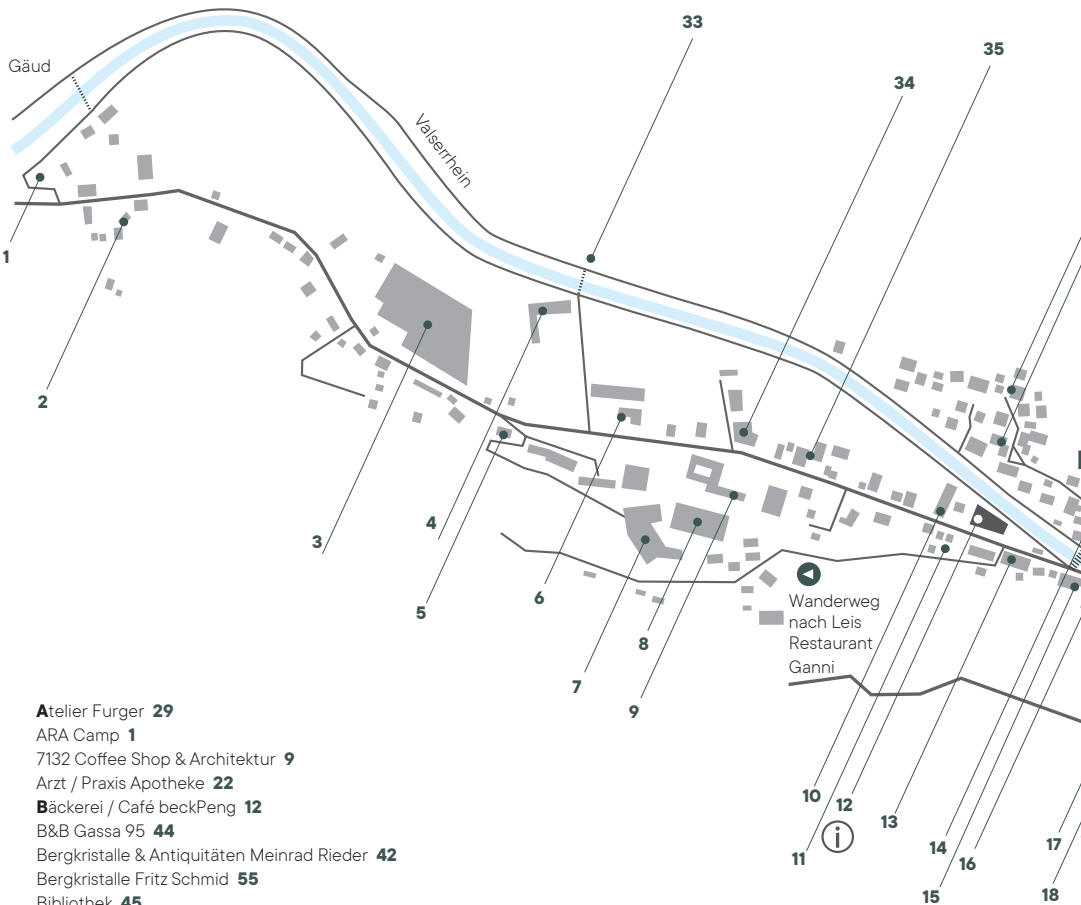 33
35
Gäud
34
Valserrhein
1
2
3
4
5
6
7
8
9
Wanderweg
nach Leis
Restaurant
Ganni
10
12
13
11
i
14
15
16
17
18
Atelier Furger 29
ARA Camp 1
7132 Coffee Shop & Architektur 9
Arzt / Praxis Apotheke 22
Bäckerei / Café beckPeng 12
B&B Gassa 95 44
Bergkristalle & Antiquitäten Meinrad Rieder 42
Bergkristalle Fritz Schmid 55
Bibliothek 45